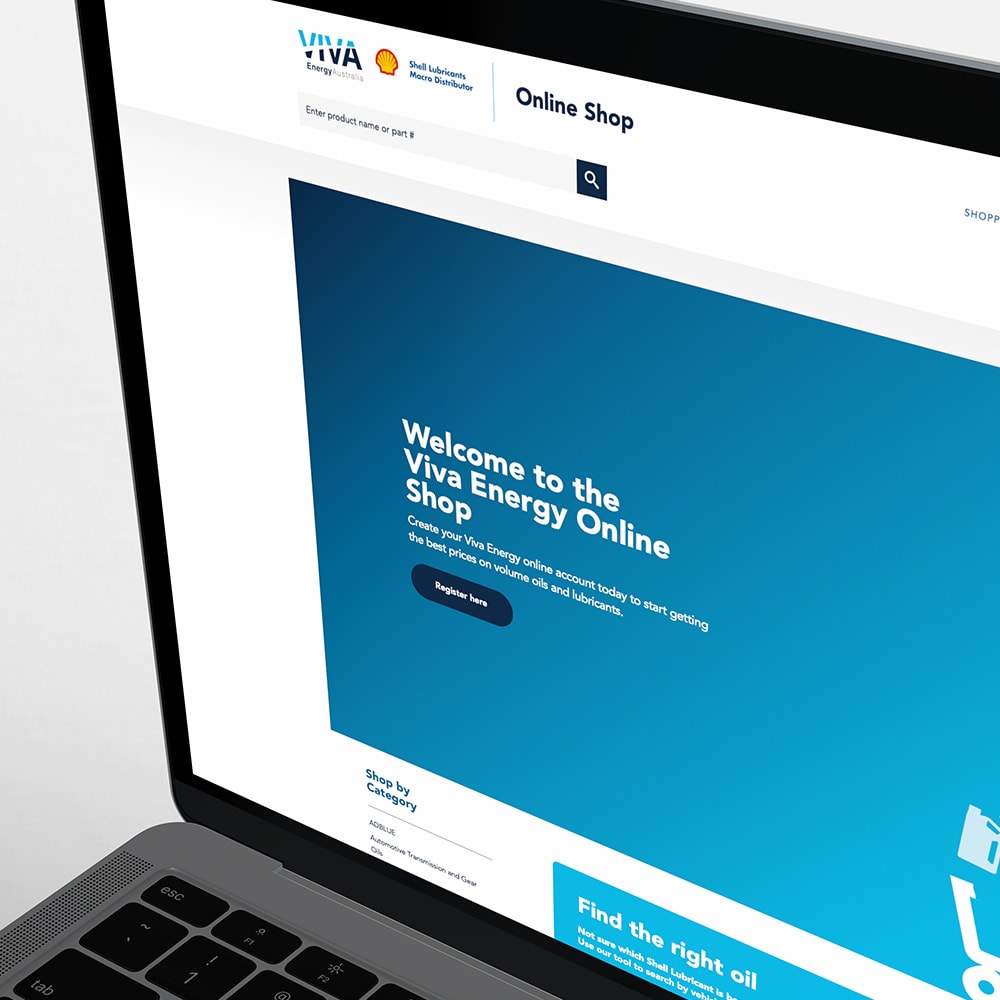 VIVA
EnergyAustralia
Shell Lubricants
Macro Distributor
Online Shop
Enter product name or part #
SHOPP
Welcome to the
Viva Energy Online
Shop
Create your Viva Energy online account today to start getting
the best prices on volume oils and lubricants.
Register here
Shop by
Category
ADBLUE
Automotive Transmission and Gear
Oils
Find the right oil
Not sure which Shell Lubricant is be
Use our tool to search by vehic
esc
~
`
!
1
@
F1
F2
tab